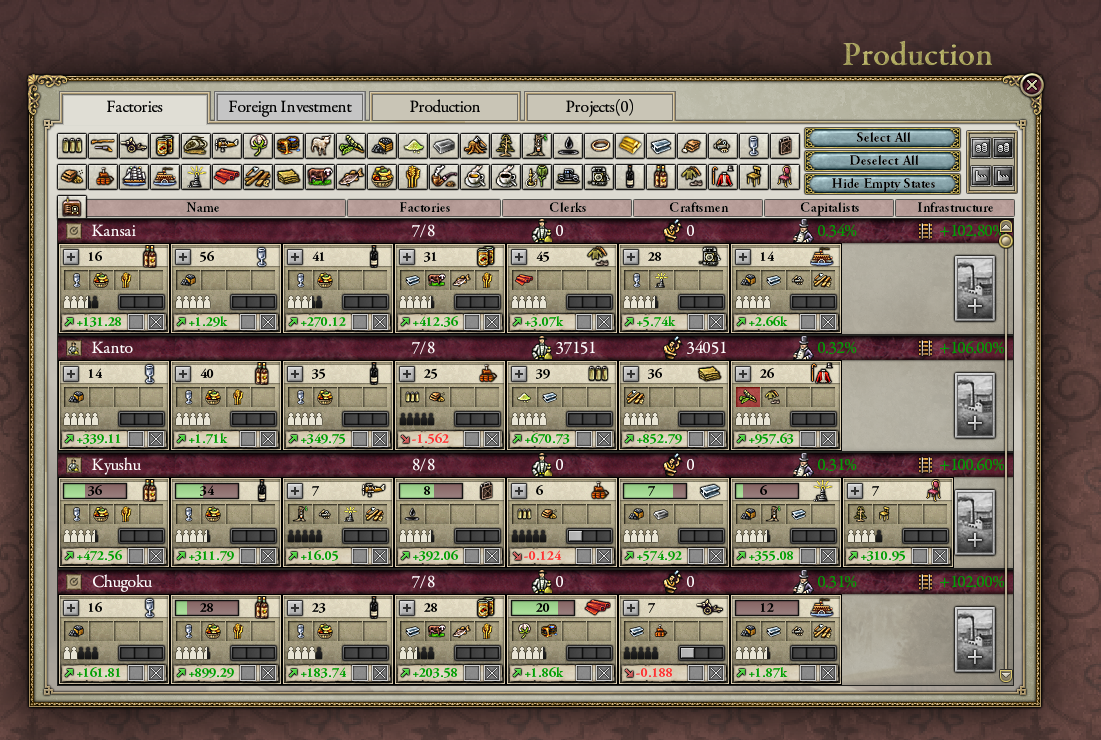 Production
Factories Foreign Investment Production Projects(0)
Select All
Deselect All
Hide Empty States
Name Factories Clerks Craftsmen Capitalists Infrastructure
Kansai 7/8 0 0 0.34% +102,80%
16 56 41 31 45 28 14
+131.28 +1.29k +270.12 +412.36 +3.07k +5.74k +2.66k
Kanto 7/8 37151 34051 0.32% +106,00%
14 40 35 25 39 36 26
+339.11 +1.71k +349.75 -1.562 +670.73 +852.79 +957.63
Kyushu 8/8 0 0 0.31% +100,60%
36 34 7 8 6 7 6 7
+472.56 +311.79 +16.05 +392.06 -0.124 +574.92 +355.08 +310.95
Chugoku 7/8 0 0 0.31% +102,00%
16 28 23 28 20 7 12
+161.81 +899.29 +183.74 +203.58 +1.86k -0.188 +1.87k